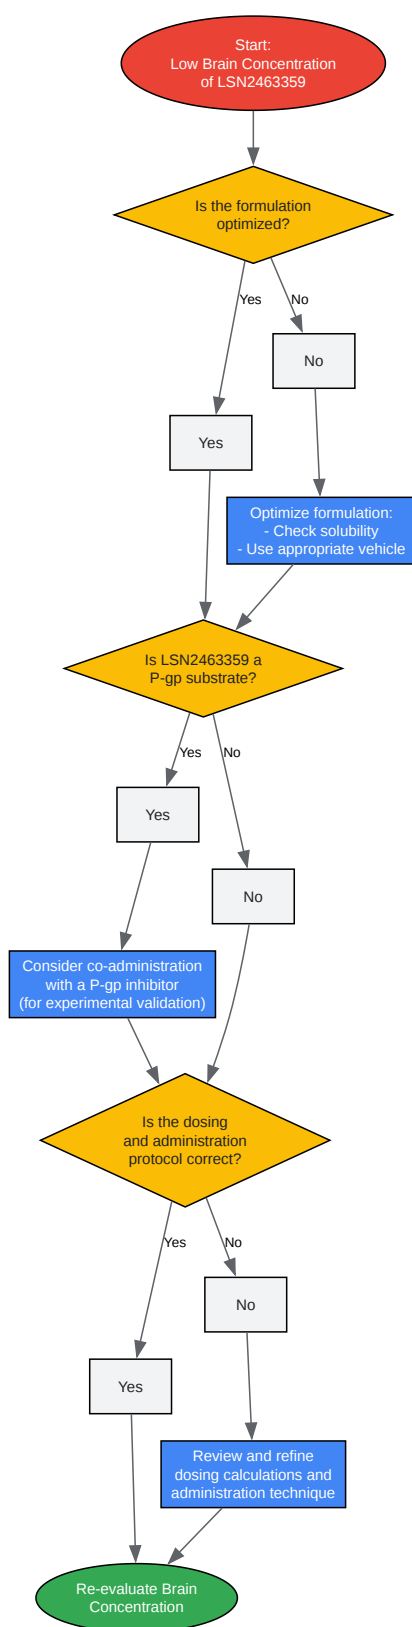 Start:
Low Brain Concentration
of LSN2463359
Is the formulation
optimized?
Yes
No
No
Yes
Optimize formulation:
- Check solubility
- Use appropriate vehicle
Is LSN2463359 a
P-gp substrate?
Yes
No
Yes
No
Consider co-administration
with a P-gp inhibitor
(for experimental validation)
Is the dosing
and administration
protocol correct?
Yes
No
No
Yes
Review and refine
dosing calculations and
administration technique
Re-evaluate Brain
Concentration